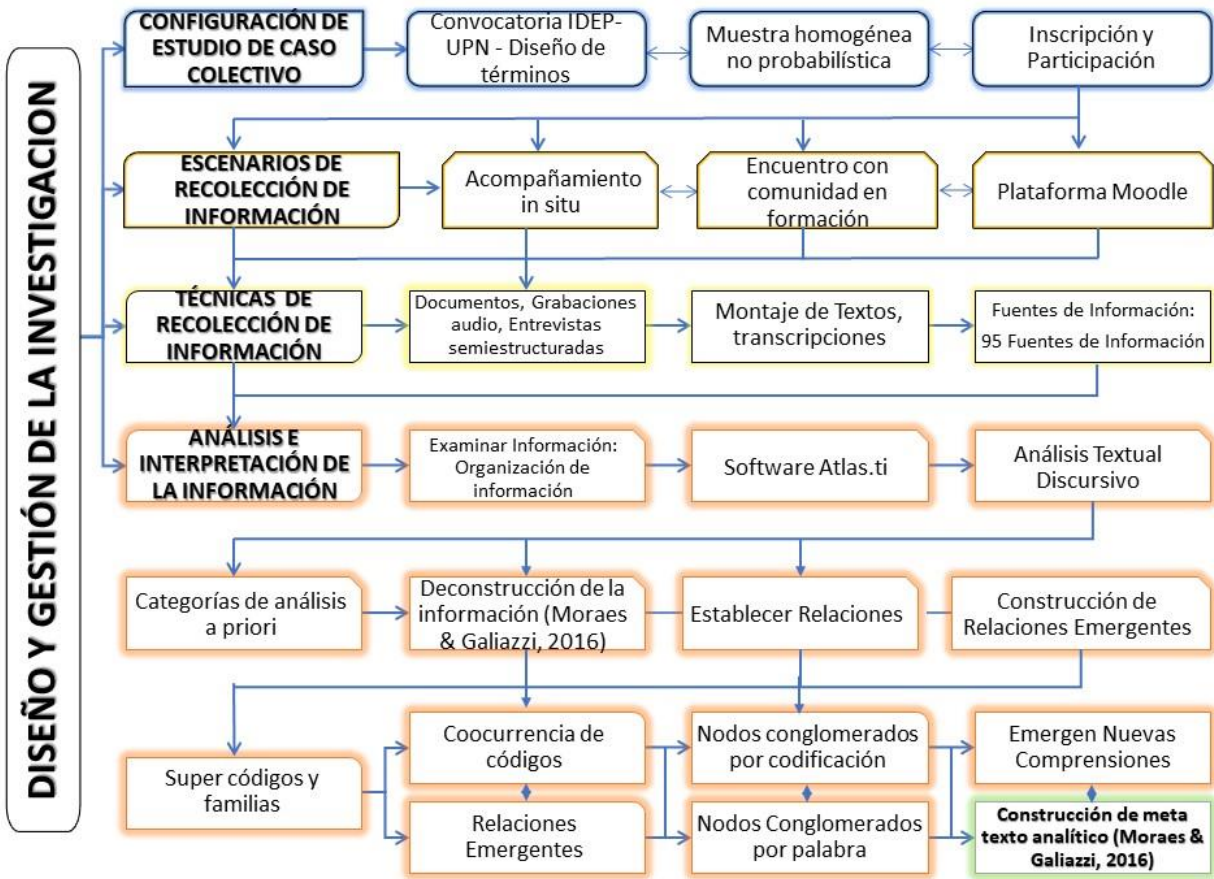 DISEÑO Y GESTIÓN DE LA INVESTIGACION
CONFIGURACIÓN DE
ESTUDIO DE CASO
COLECTIVO
Convocatoria IDEP-
UPN - Diseño de
términos
Muestra homogénea
no probabilística
Inscripción y
Participación
ESCENARIOS DE
RECOLECCIÓN DE
INFORMACIÓN
Acompañamiento
in situ
Encuentro con
comunidad en
formación
Plataforma Moodle
TÉCNICAS DE
RECOLECCIÓN DE
INFORMACIÓN
Documentos, Grabaciones
audio, Entrevistas
semiestructuradas
Montaje de Textos,
transcripciones
Fuentes de Información:
95 Fuentes de Información
ANÁLISIS E
INTERPRETACIÓN DE
LA INFORMACIÓN
Examinar Información:
Organización de
información
Software Atlas.ti
Análisis Textual
Discursivo
Categorías de análisis
a priori
Deconstrucción de la
información (Moraes
& Galiazzi, 2016)
Establecer Relaciones
Construcción de
Relaciones Emergentes
Super códigos y
familias
Coocurrencia de
códigos
Nodos conglomerados
por codificación
Emergen Nuevas
Comprensiones
Relaciones
Emergentes
Nodos Conglomerados
por palabra
Construcción de meta
texto analítico (Moraes &
Galiazzi, 2016)